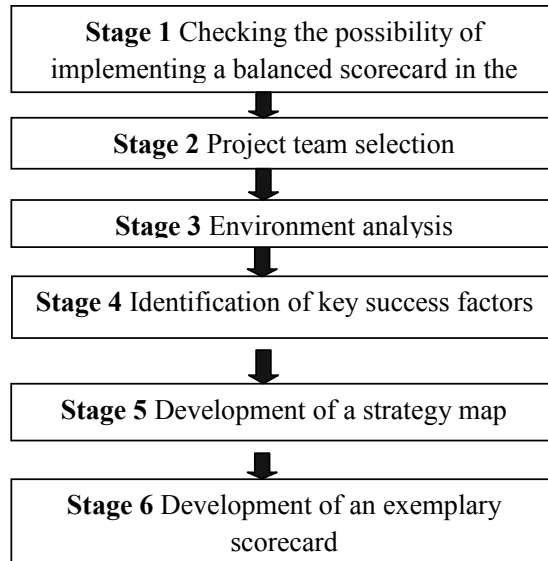 Stage 1 Checking the possibility of
implementing a balanced scorecard in the
Stage 2 Project team selection
Stage 3 Environment analysis
Stage 4 Identification of key success factors
Stage 5 Development of a strategy map
Stage 6 Development of an exemplary
scorecard